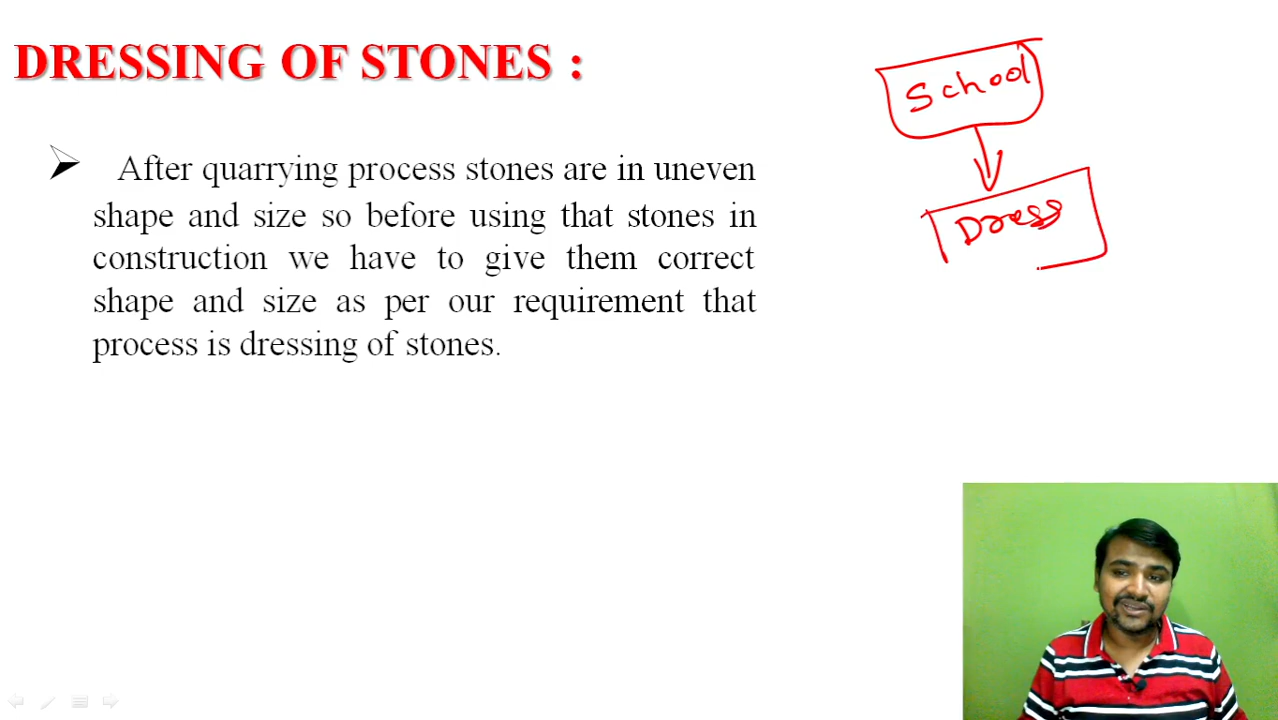 DRESSING OF STONES :
After quarrying process stones are in uneven
shape and size so before using that stones in
construction we have to give them correct
shape and size as per our requirement that
process is dressing of stones.
School
Dress